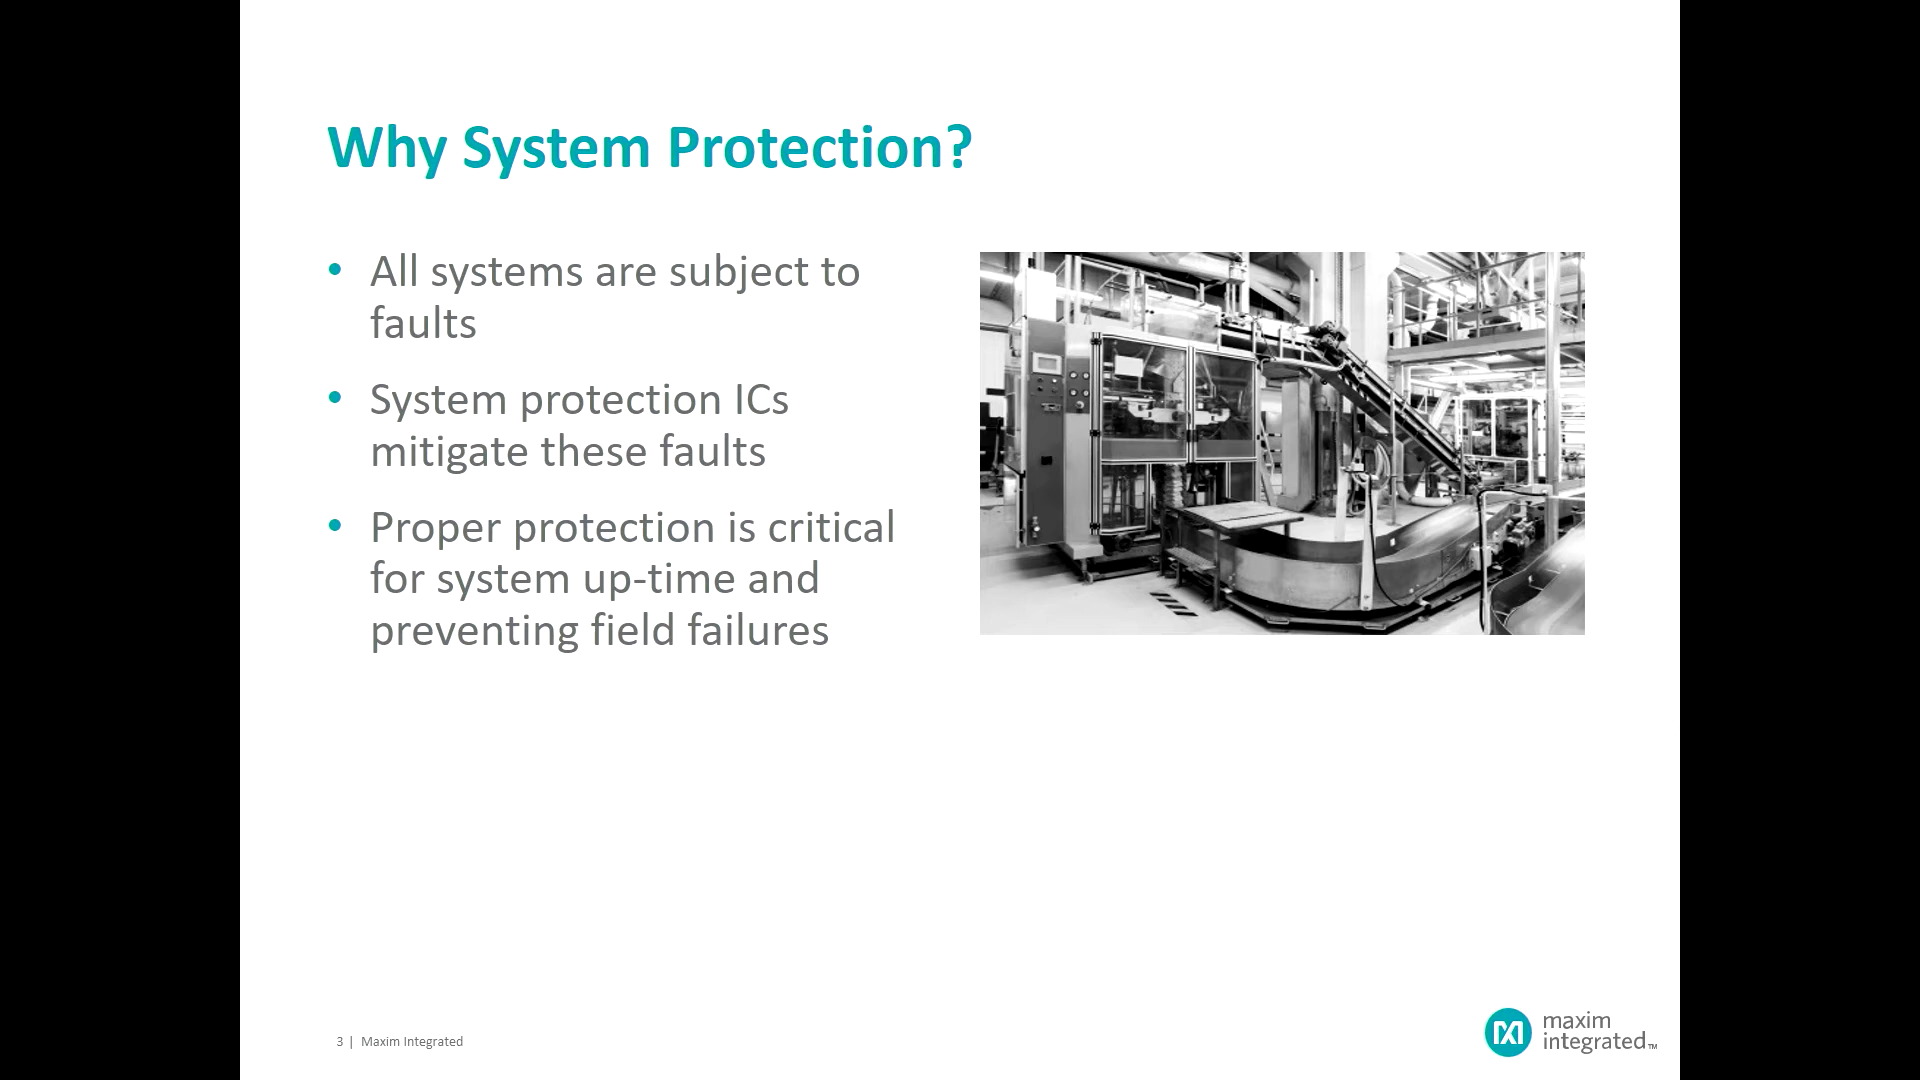 Why System Protection?
• All systems are subject to
faults
• System protection ICs
mitigate these faults
• Proper protection is critical
for system up-time and
preventing field failures
3 | Maxim Integrated
maxim
integrated™